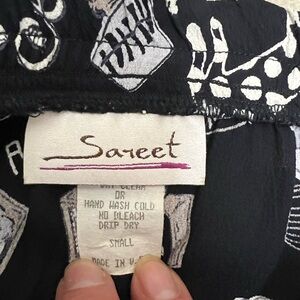 Sareet
DRY CLEAN
OR
HAND WASH COLD
NO BLEACH
DRIP DRY
SMALL
MADE IN